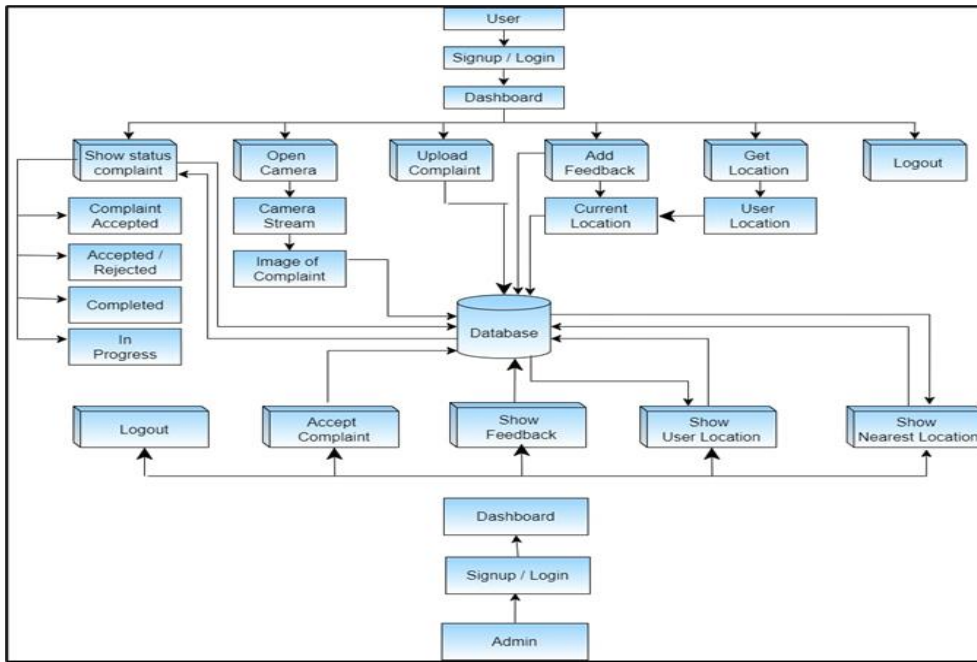 User
Signup / Login
Dashboard
Show status
complaint
Open
Camera
Upload
Complaint
Add
Feedback
Get
Location
Logout
Complaint
Accepted
Camera
Stream
Current
Location
User
Location
Accepted /
Rejected
Image of
Complaint
Completed
In
Progress
Database
Logout
Accept
Complaint
Show
Feedback
Show
User Location
Show
Nearest Location
Dashboard
Signup / Login
Admin